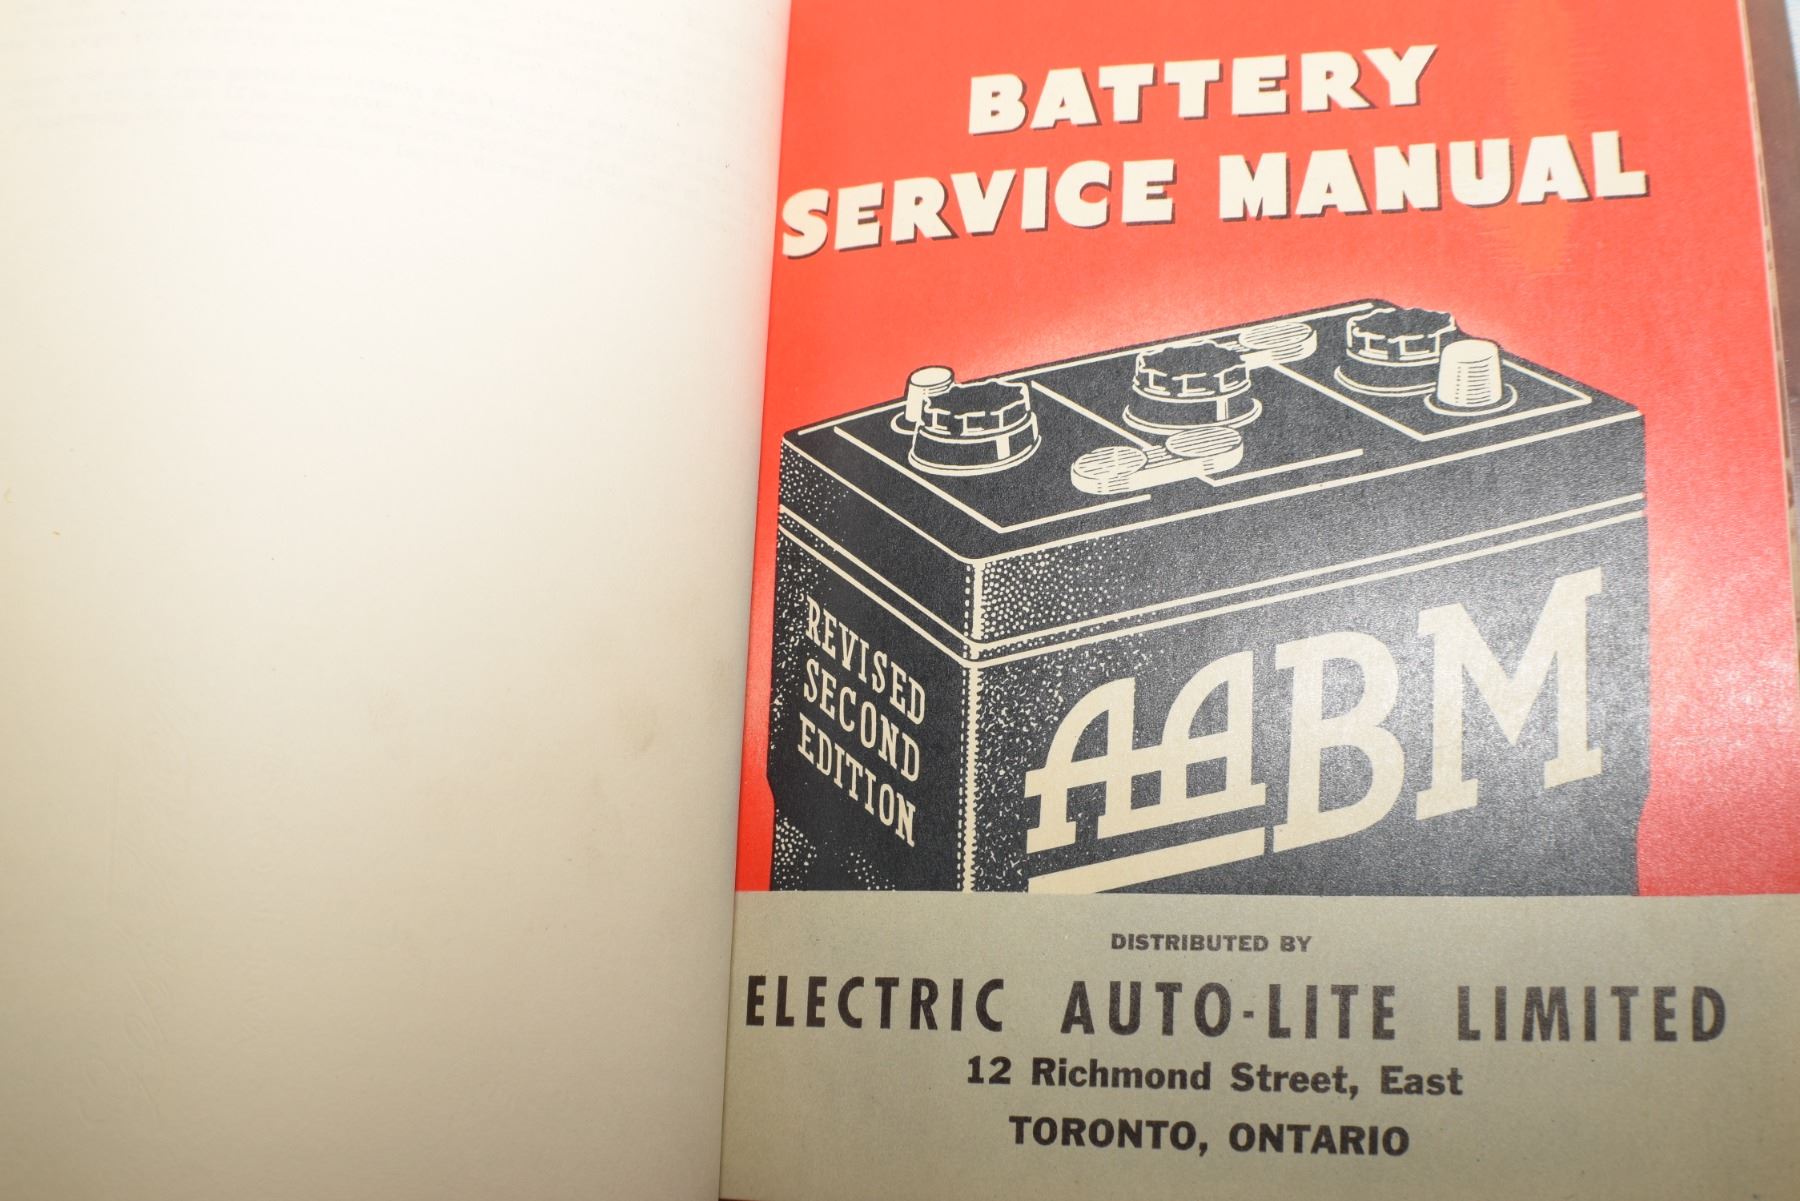 BATTERY
SERVICE MANUAL
REVISED
SECOND
EDITION
AABM
DISTRIBUTED BY
ELECTRIC AUTO-LITE LIMITED
12 Richmond Street, East
TORONTO, ONTARIO